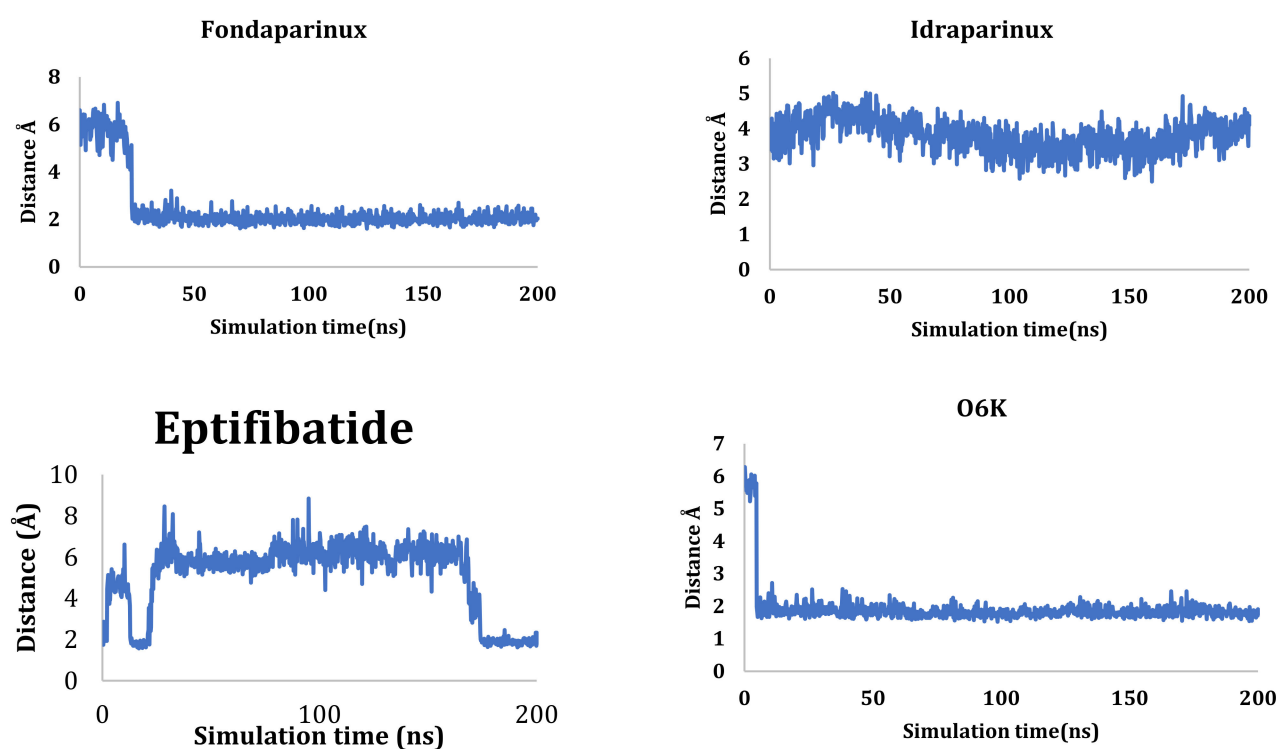 Fondaparinux
8
6
4
2
0
Distance Å
0 50 100 150 200
Simulation time(ns)
Idraparinux
6
5
4
3
2
1
0
Distance Å
0 50 100 150 200
Simulation time(ns)
Eptifibatide
10
8
6
4
2
0
Distance (Å)
0 100 200
Simulation time (ns)
O6K
7
6
5
4
3
2
1
0
Distance Å
0 50 100 150 200
Simulation time(ns)